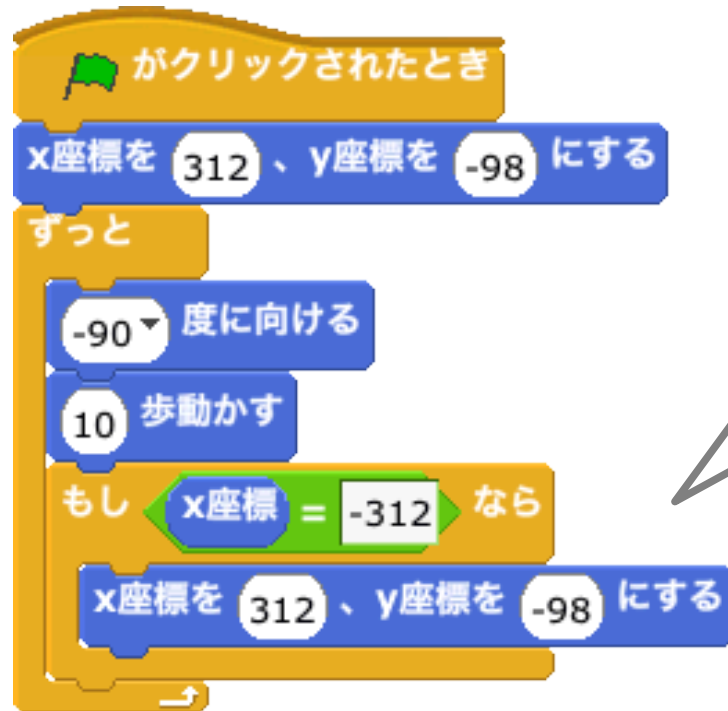 がクリックされたとき
x座標を 312 、y座標を -98 にする
ずっと
-90 度に向ける
10 歩動かす
もし x座標 = -312 なら
x座標を 312 、y座標を -98 にする